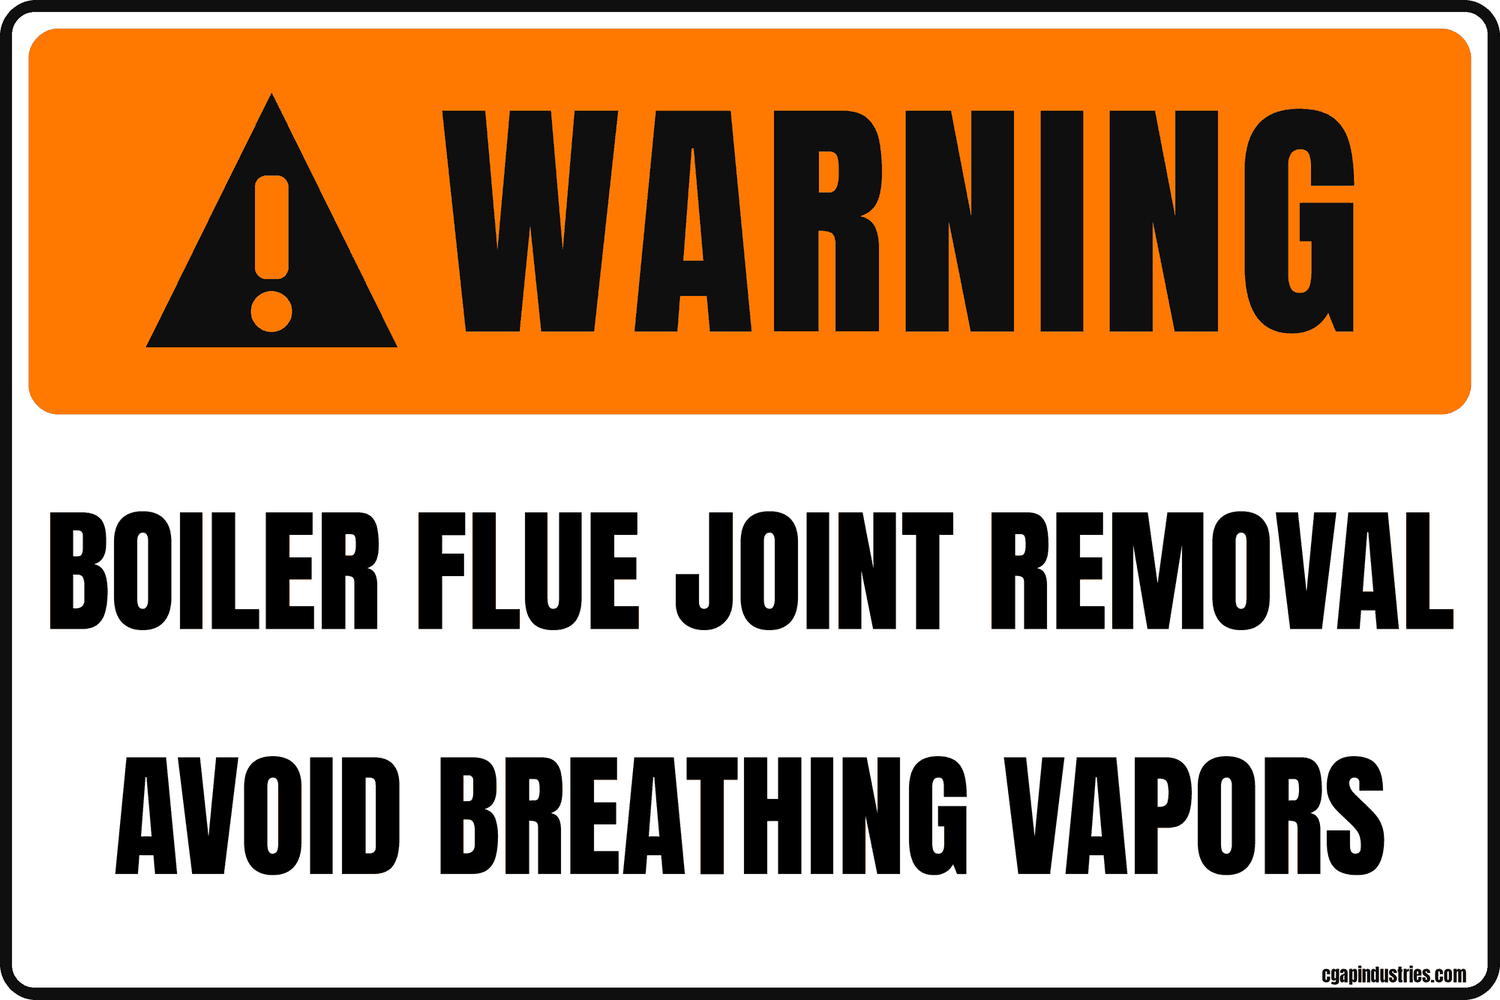 WARNING
BOILER FLUE JOINT REMOVAL
AVOID BREATHING VAPORS
cgapindustries.com